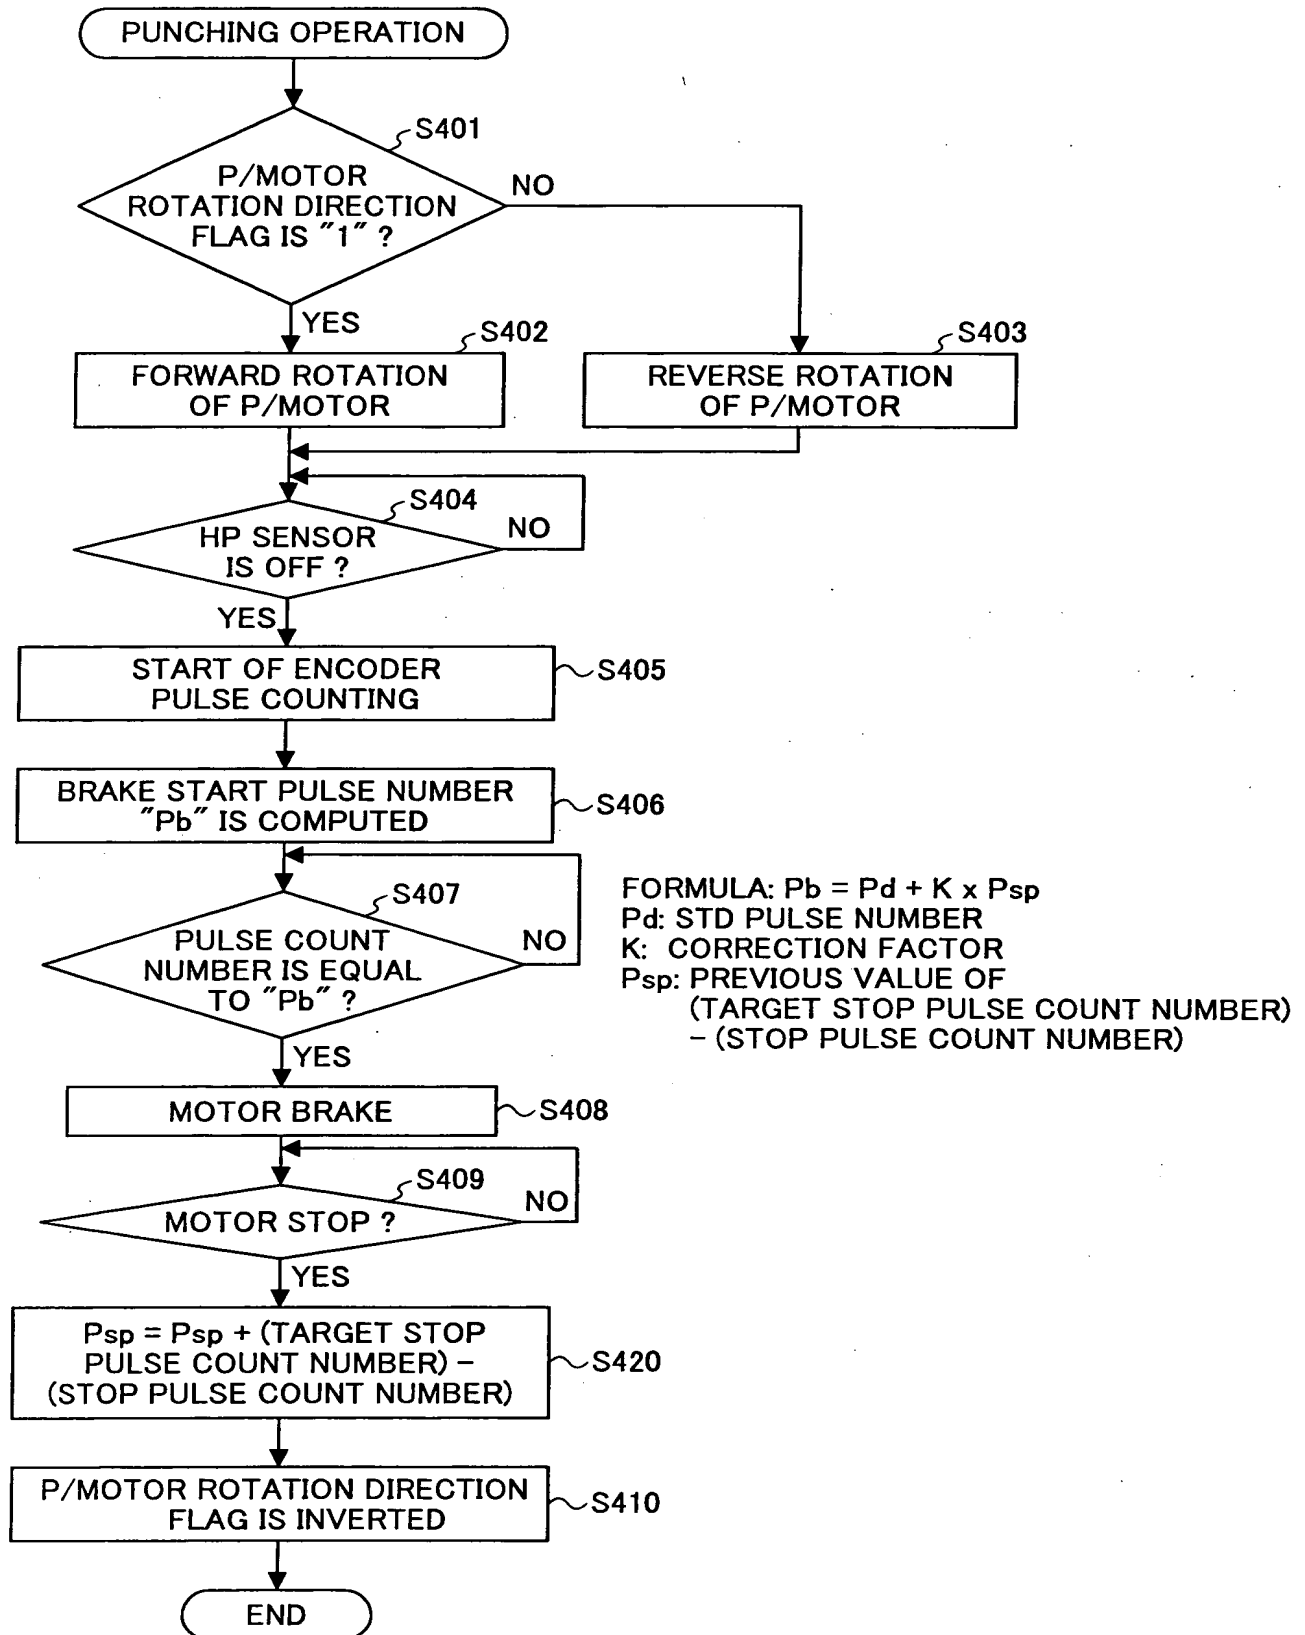 PUNCHING OPERATION
S401
P/MOTOR
ROTATION DIRECTION
FLAG IS "1" ?
NO
YES
S402
FORWARD ROTATION
OF P/MOTOR
S403
REVERSE ROTATION
OF P/MOTOR
S404
HP SENSOR
IS OFF ?
NO
YES
START OF ENCODER
PULSE COUNTING
S405
BRAKE START PULSE NUMBER
"Pb" IS COMPUTED
S406
S407
PULSE COUNT
NUMBER IS EQUAL
TO "Pb" ?
NO
YES
FORMULA: Pb = Pd + K x Psp
Pd: STD PULSE NUMBER
K: CORRECTION FACTOR
Psp: PREVIOUS VALUE OF
(TARGET STOP PULSE COUNT NUMBER)
- (STOP PULSE COUNT NUMBER)
MOTOR BRAKE
S408
S409
MOTOR STOP ?
NO
YES
Psp = Psp + (TARGET STOP
PULSE COUNT NUMBER) -
(STOP PULSE COUNT NUMBER)
S420
P/MOTOR ROTATION DIRECTION
FLAG IS INVERTED
S410
END